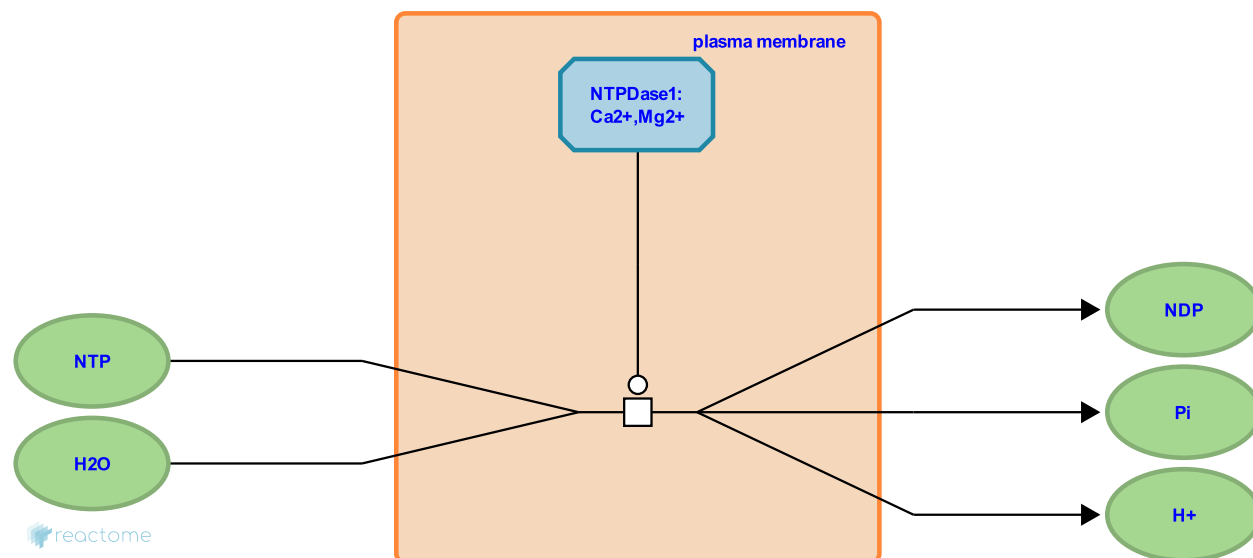 plasma membrane
NTPDase1:
Ca2+,Mg2+
NTP
H2O
NDP
Pi
H+
reactome